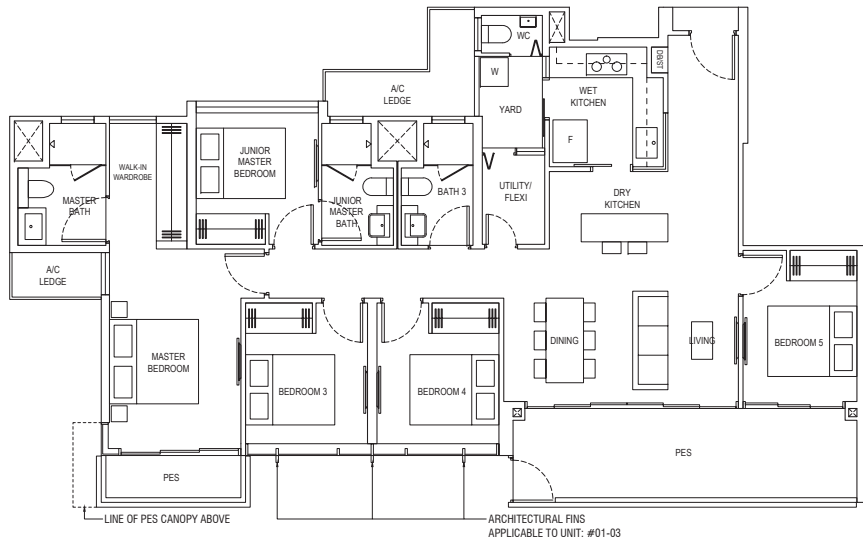 WC
W
A/C
LEDGE
YARD
WET
KITCHEN
DB/ST
F
WALK-IN
WARDROBE
JUNIOR
MASTER
BEDROOM
MASTER
BATH
JUNIOR
MASTER
BATH
BATH 3
UTILITY/
FLEXI
DRY
KITCHEN
A/C
LEDGE
MASTER
BEDROOM
BEDROOM 3
BEDROOM 4
DINING
LIVING
BEDROOM 5
PES
PES
LINE OF PES CANOPY ABOVE
ARCHITECTURAL FINS
APPLICABLE TO UNIT: #01-03